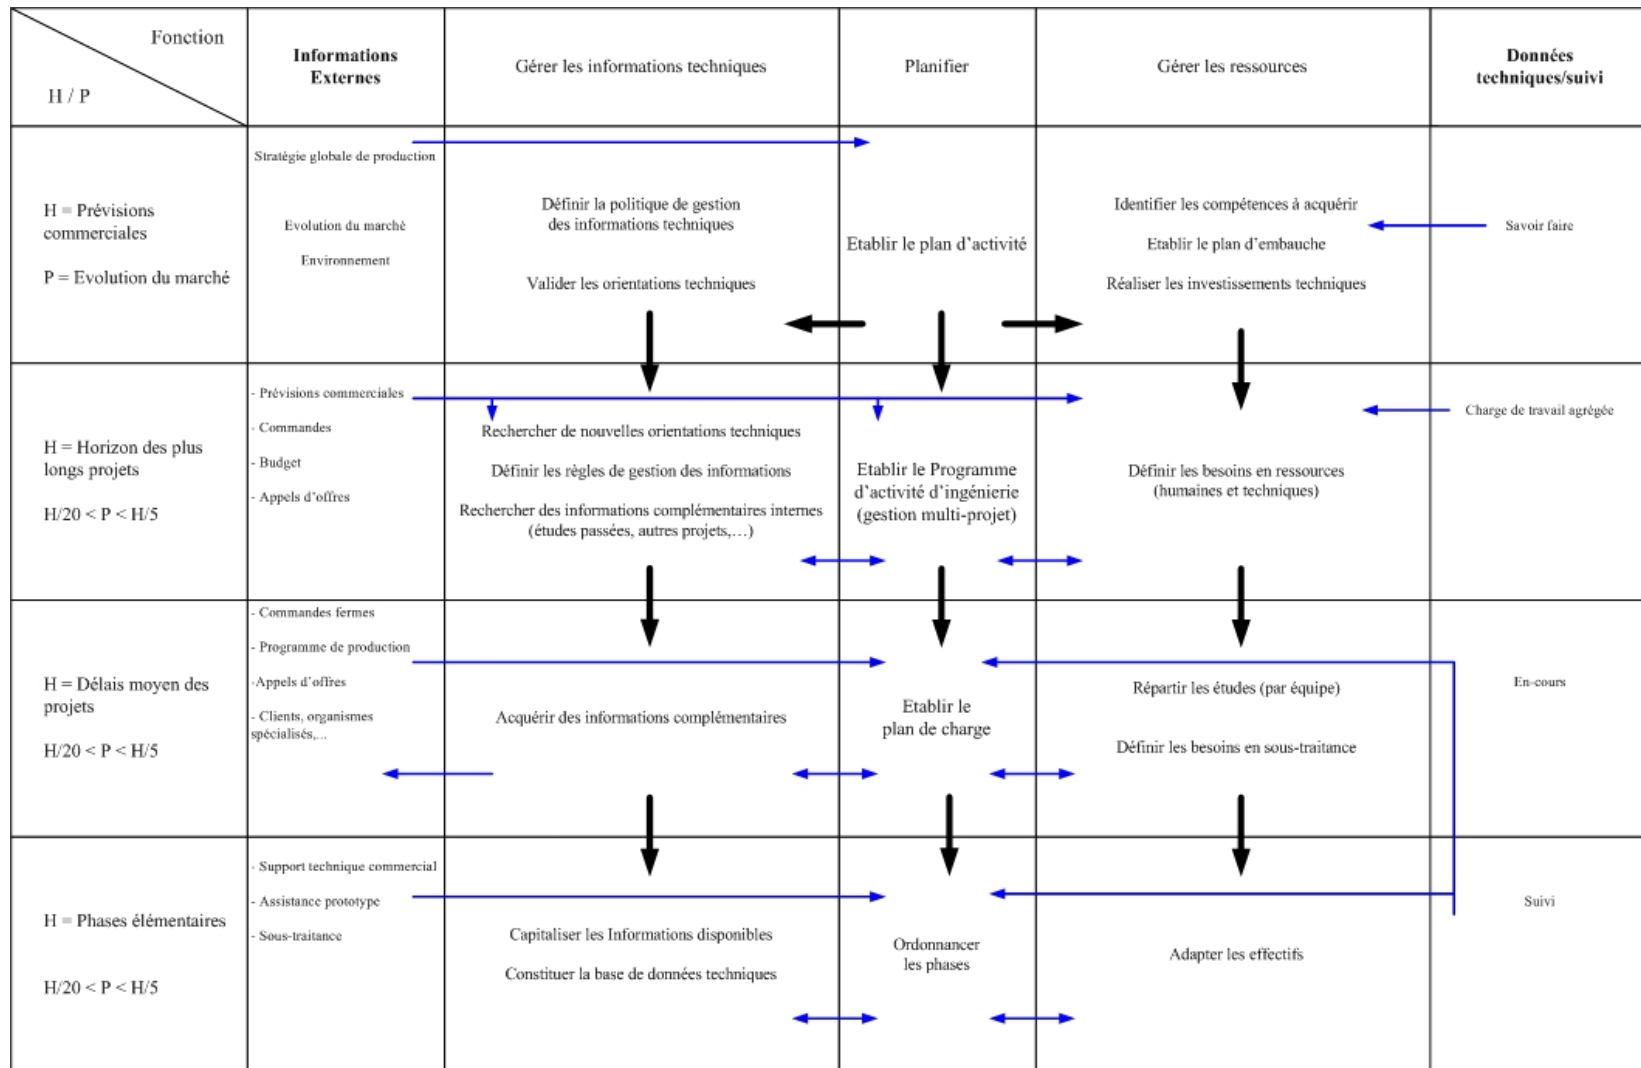 Fonction
H / P
Informations
Externes
Gérer les informations techniques
Planifier
Gérer les ressources
Données
techniques/suivi
H = Prévisions
commerciales
P = Evolution du marché
Stratégie globale de production
Evolution du marché
Environnement
Définir la politique de gestion
des informations techniques
Valider les orientations techniques
Etablir le plan d'activité
Identifier les compétences à acquérir
Etablir le plan d'embauche
Réaliser les investissements techniques
Savoir faire
H = Horizon des plus
longs projets
H/20 < P < H/5
- Prévisions commerciales
- Commandes
- Budget
- Appels d'offres
Rechercher de nouvelles orientations techniques
Définir les règles de gestion des informations
Rechercher des informations complémentaires internes
(études passées, autres projets,…)
Etablir le Programme
d'activité d'ingénierie
(gestion multi-projet)
Définir les besoins en ressources
(humaines et techniques)
Charge de travail agrégée
H = Délais moyen des
projets
H/20 < P < H/5
- Commandes fermes
- Programme de production
-Appels d'offres
- Clients, organismes
spécialisés,...
Acquérir des informations complémentaires
Etablir le
plan de charge
Répartir les études (par équipe)
Définir les besoins en sous-traitance
En-cours
H = Phases élémentaires
H/20 < P < H/5
- Support technique commercial
- Assistance prototype
- Sous-traitance
Capitaliser les Informations disponibles
Constituer la base de données techniques
Ordonnancer
les phases
Adapter les effectifs
Suivi